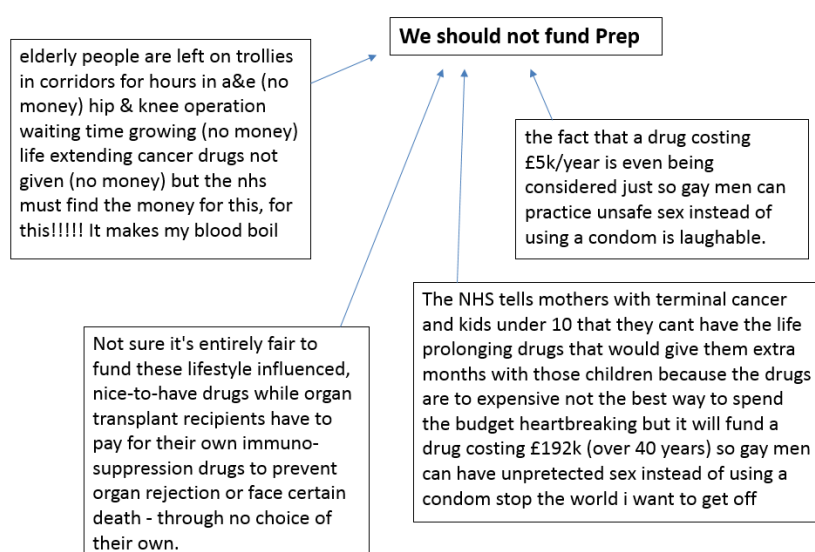 We should not fund Prep
elderly people are left on trollies
in corridors for hours in a&e (no
money) hip & knee operation
waiting time growing (no money)
life extending cancer drugs not
given (no money) but the nhs
must find the money for this, for
this!!!!! It makes my blood boil
the fact that a drug costing
£5k/year is even being
considered just so gay men can
practice unsafe sex instead of
using a condom is laughable.
Not sure it's entirely fair to
fund these lifestyle influenced,
nice-to-have drugs while organ
transplant recipients have to
pay for their own immuno-
suppression drugs to prevent
organ rejection or face certain
death - through no choice of
their own.
The NHS tells mothers with terminal cancer
and kids under 10 that they cant have the life
prolonging drugs that would give them extra
months with those children because the drugs
are to expensive not the best way to spend
the budget heartbreaking but it will fund a
drug costing £192k (over 40 years) so gay men
can have unpretected sex instead of using a
condom stop the world i want to get off